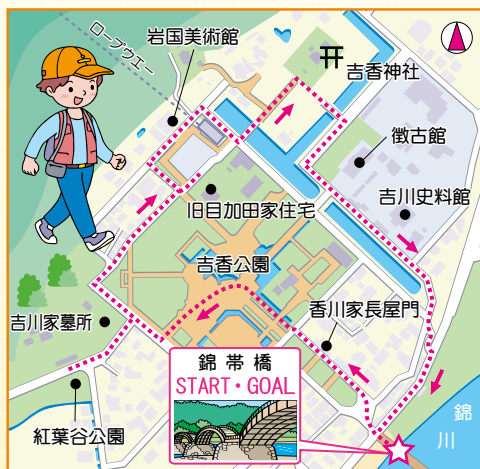 ロープウエー
岩国美術館
吉香神社
徴古館
吉川史料館
旧目加田家住宅
吉香公園
香川家長屋門
吉川家墓所
紅葉谷公園
錦帯橋
START・GOAL
錦川